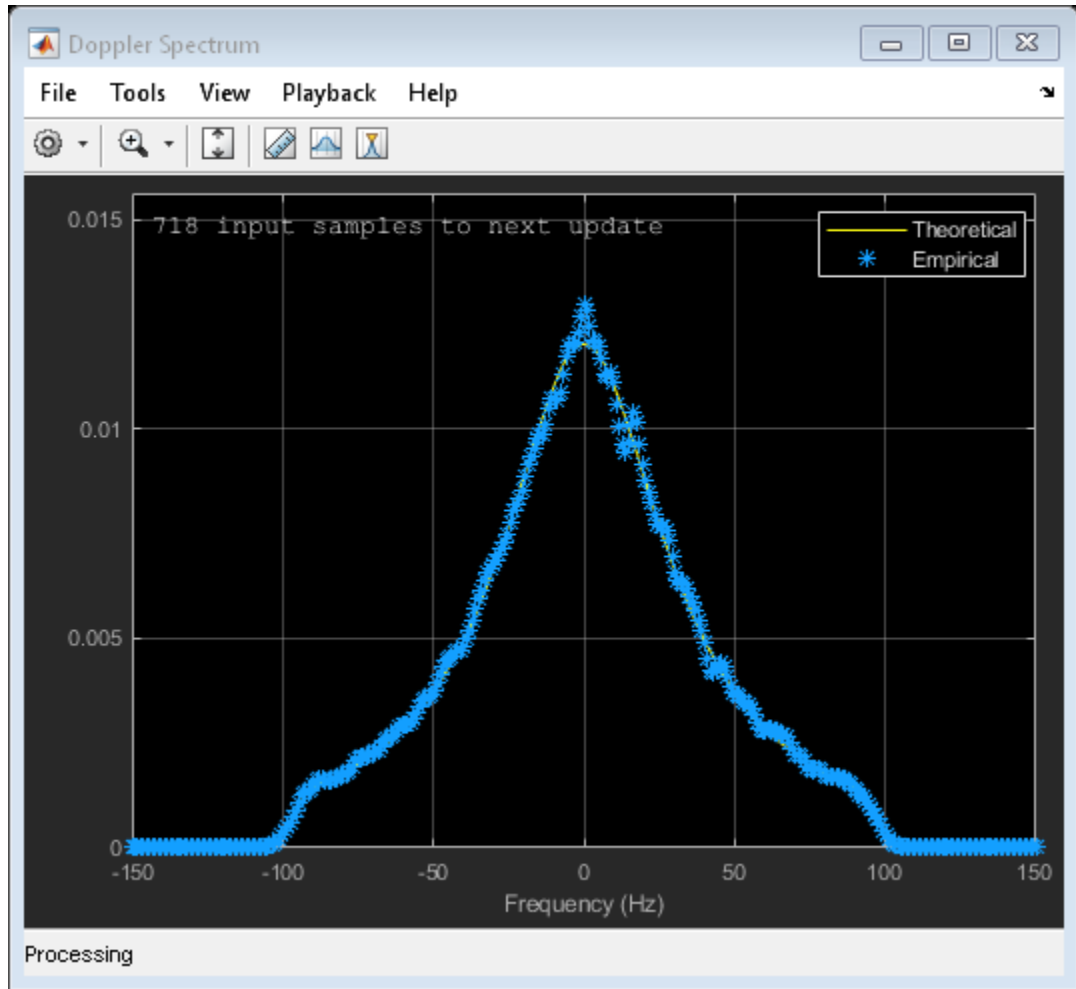 Doppler Spectrum
File Tools View Playback Help
718 input samples to next update
Theoretical
Empirical
0.015
0.01
0.005
0
-150 -100 -50 0 50 100 150
Frequency (Hz)
Processing